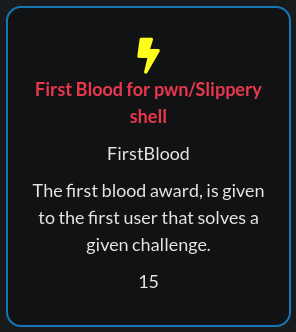 First Blood for pwn/Slippery
shell
FirstBlood
The first blood award, is given
to the first user that solves a
given challenge.
15